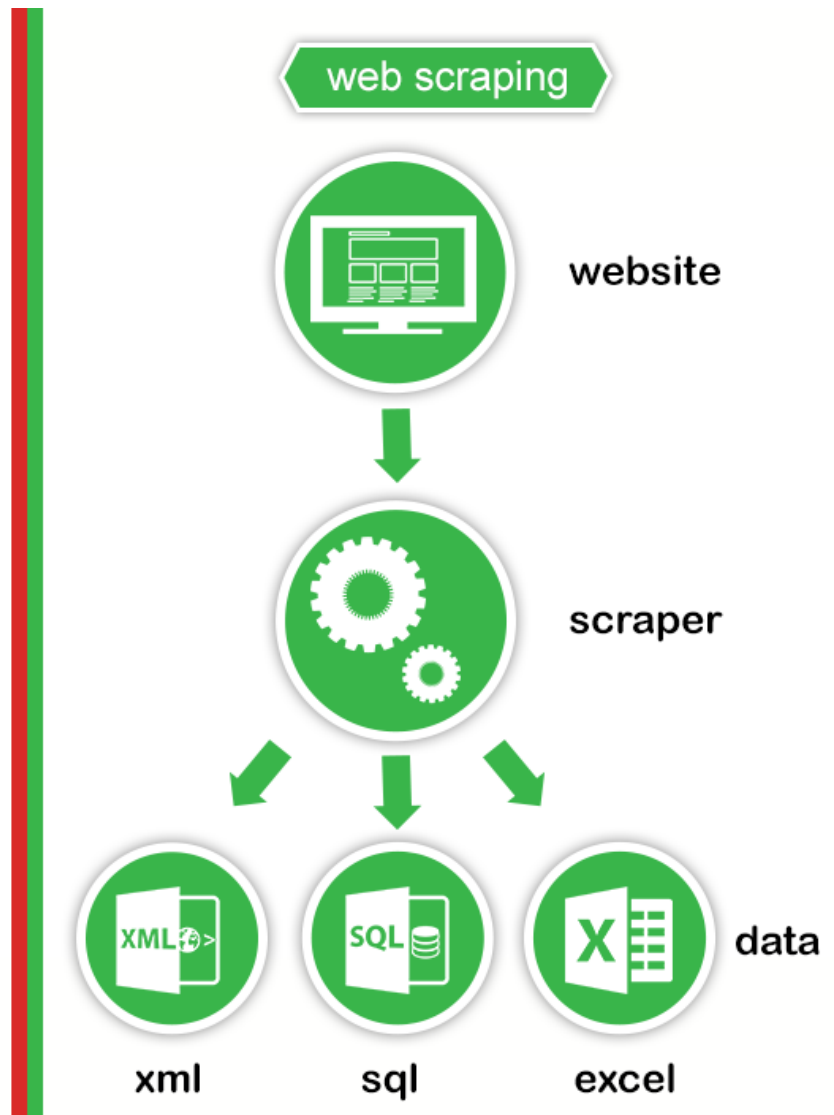 web scraping
website
scraper
XML
SQL
X
data
xml
sql
excel